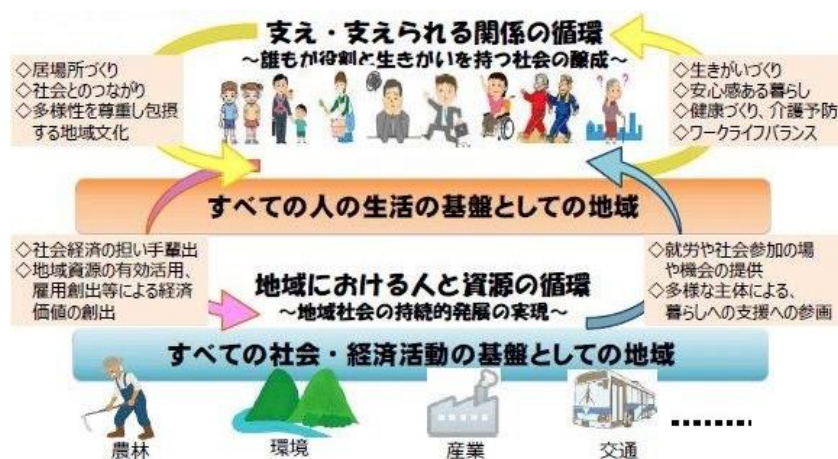 支え・支えられる関係の循環
～誰もが役割と生きがいを持つ社会の醸成～
◇居場所づくり
◇社会とのつながり
◇多様性を尊重し包摂
する地域文化
◇生きがいづくり
◇安心感ある暮らし
◇健康づくり、介護予防
◇ワークライフバランス
すべての人の生活の基盤としての地域
◇社会経済の担い手輩出
◇地域資源の有効活用、
雇用創出等による経済
価値の創出
地域における人と資源の循環
～地域社会の持続的発展の実現～
◇就労や社会参加の場
や機会の提供
◇多様な主体による、
暮らしへの支援への参画
すべての社会・経済活動の基盤としての地域
農林
環境
産業
交通